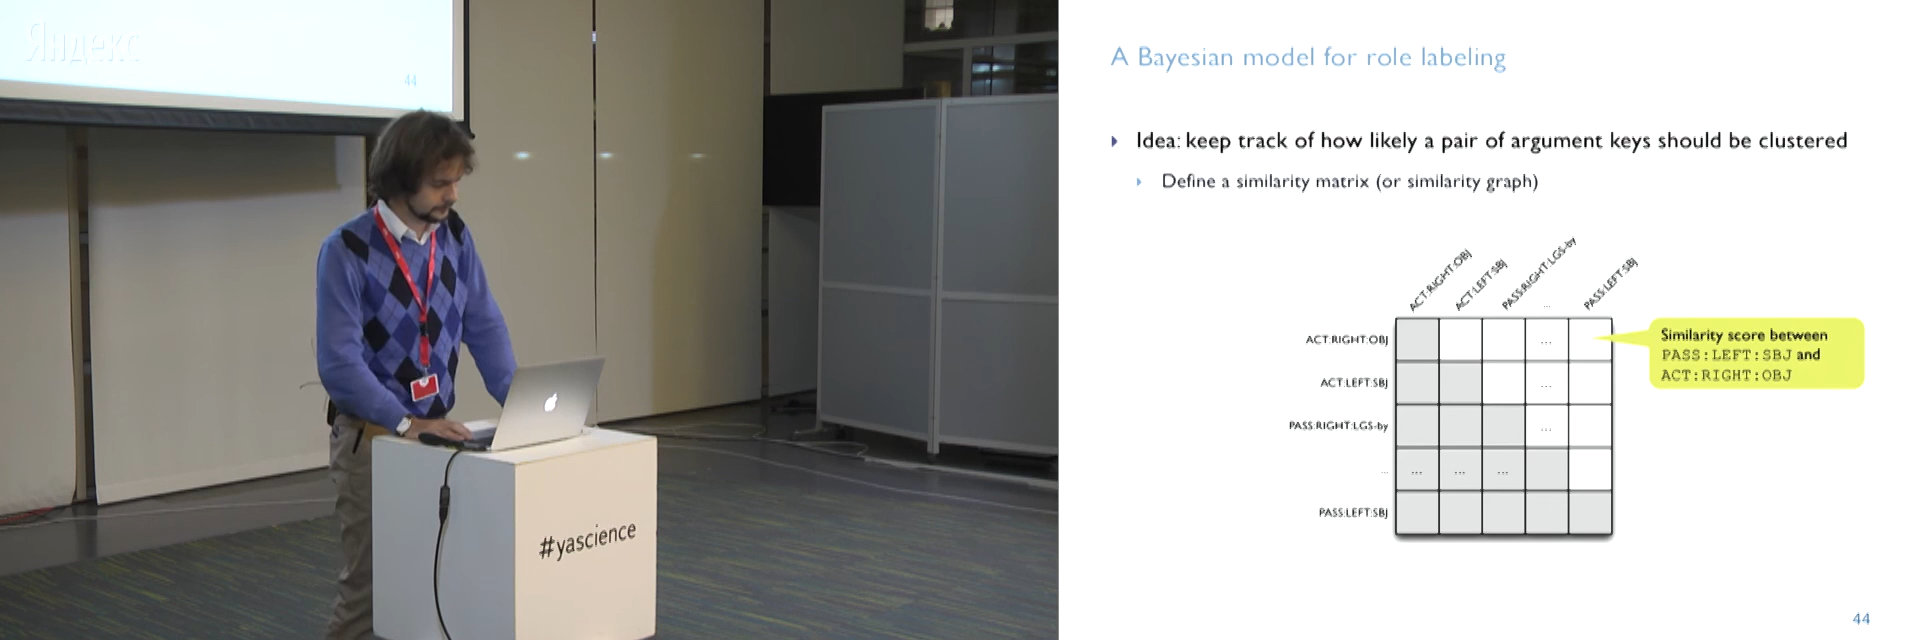 Яндекс
44
#yascience
A Bayesian model for role labeling
Idea: keep track of how likely a pair of argument keys should be clustered
Define a similarity matrix (or similarity graph)
ACT:RIGHT:OBJ
ACT:LEFT:SBJ
PASS:RIGHT:LGS-by
...
PASS:LEFT:SBJ
ACT:RIGHT:OBJ
...
ACT:LEFT:SBJ
...
PASS:RIGHT:LGS-by
...
... ... ... ...
PASS:LEFT:SBJ
Similarity score between
PASS:LEFT:SBJ and
ACT:RIGHT:OBJ
44